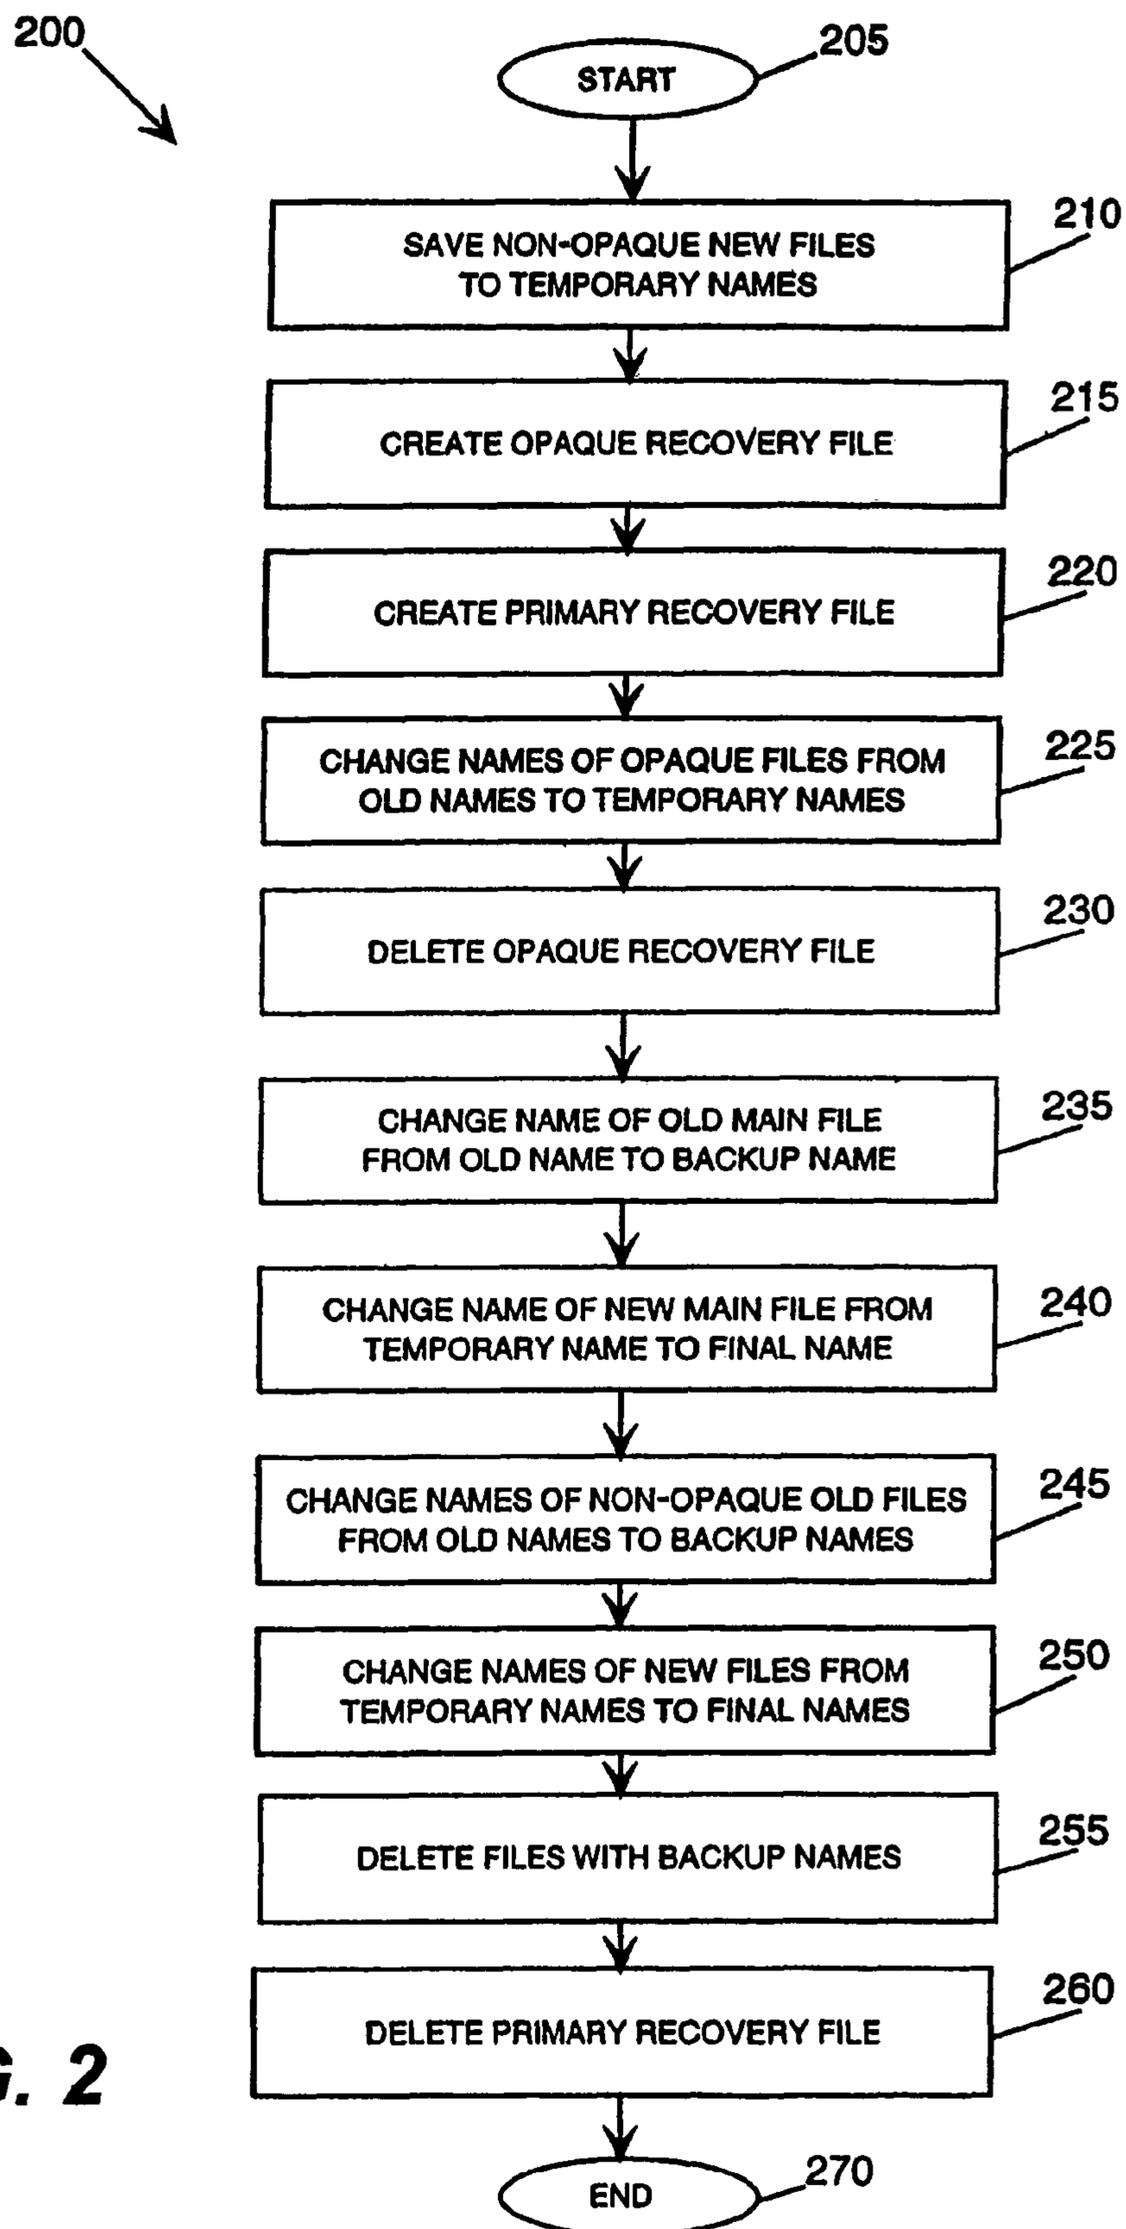 200
START
205
SAVE NON-OPAQUE NEW FILES
TO TEMPORARY NAMES
210
CREATE OPAQUE RECOVERY FILE
215
CREATE PRIMARY RECOVERY FILE
220
CHANGE NAMES OF OPAQUE FILES FROM
OLD NAMES TO TEMPORARY NAMES
225
DELETE OPAQUE RECOVERY FILE
230
CHANGE NAME OF OLD MAIN FILE
FROM OLD NAME TO BACKUP NAME
235
CHANGE NAME OF NEW MAIN FILE FROM
TEMPORARY NAME TO FINAL NAME
240
CHANGE NAMES OF NON-OPAQUE OLD FILES
FROM OLD NAMES TO BACKUP NAMES
245
CHANGE NAMES OF NEW FILES FROM
TEMPORARY NAMES TO FINAL NAMES
250
DELETE FILES WITH BACKUP NAMES
255
DELETE PRIMARY RECOVERY FILE
260
G. 2
END
270